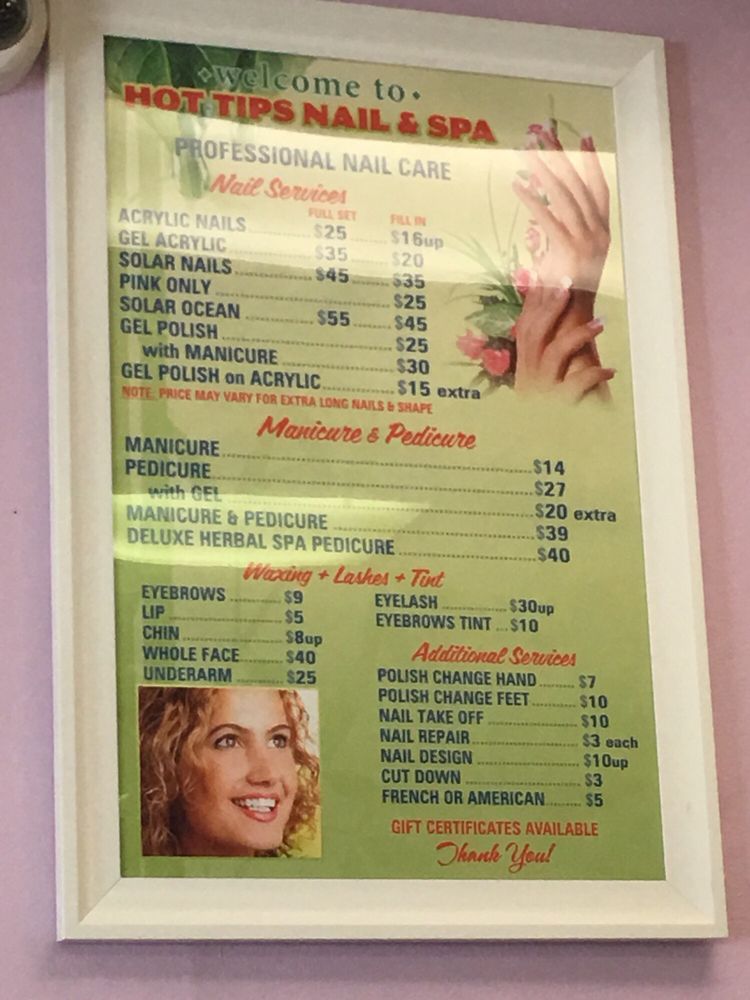 welcome to
HOT TIPS NAIL & SPA
PROFESSIONAL NAIL CARE
Nail Services
FULL SET FILL IN
ACRYLIC NAILS $25 $16up
GEL ACRYLIC $35 $20
SOLAR NAILS $45 $35
PINK ONLY $25
SOLAR OCEAN $55 $45
GEL POLISH $25
with MANICURE $30
GEL POLISH on ACRYLIC $15 extra
NOTE: PRICE MAY VARY FOR EXTRA LONG NAILS & SHAPE
Manicure & Pedicure
MANICURE $14
PEDICURE $27
with GEL $20 extra
MANICURE & PEDICURE $39
DELUXE HERBAL SPA PEDICURE $40
Waxing + Lashes + Tint
EYEBROWS $9
LIP $5
CHIN $8up
WHOLE FACE $40
UNDERARM $25
EYELASH $30up
EYEBROWS TINT $10
Additional Services
POLISH CHANGE HAND $7
POLISH CHANGE FEET $10
NAIL TAKE OFF $10
NAIL REPAIR $3 each
NAIL DESIGN $10up
CUT DOWN $3
FRENCH OR AMERICAN $5
GIFT CERTIFICATES AVAILABLE
Thank You!